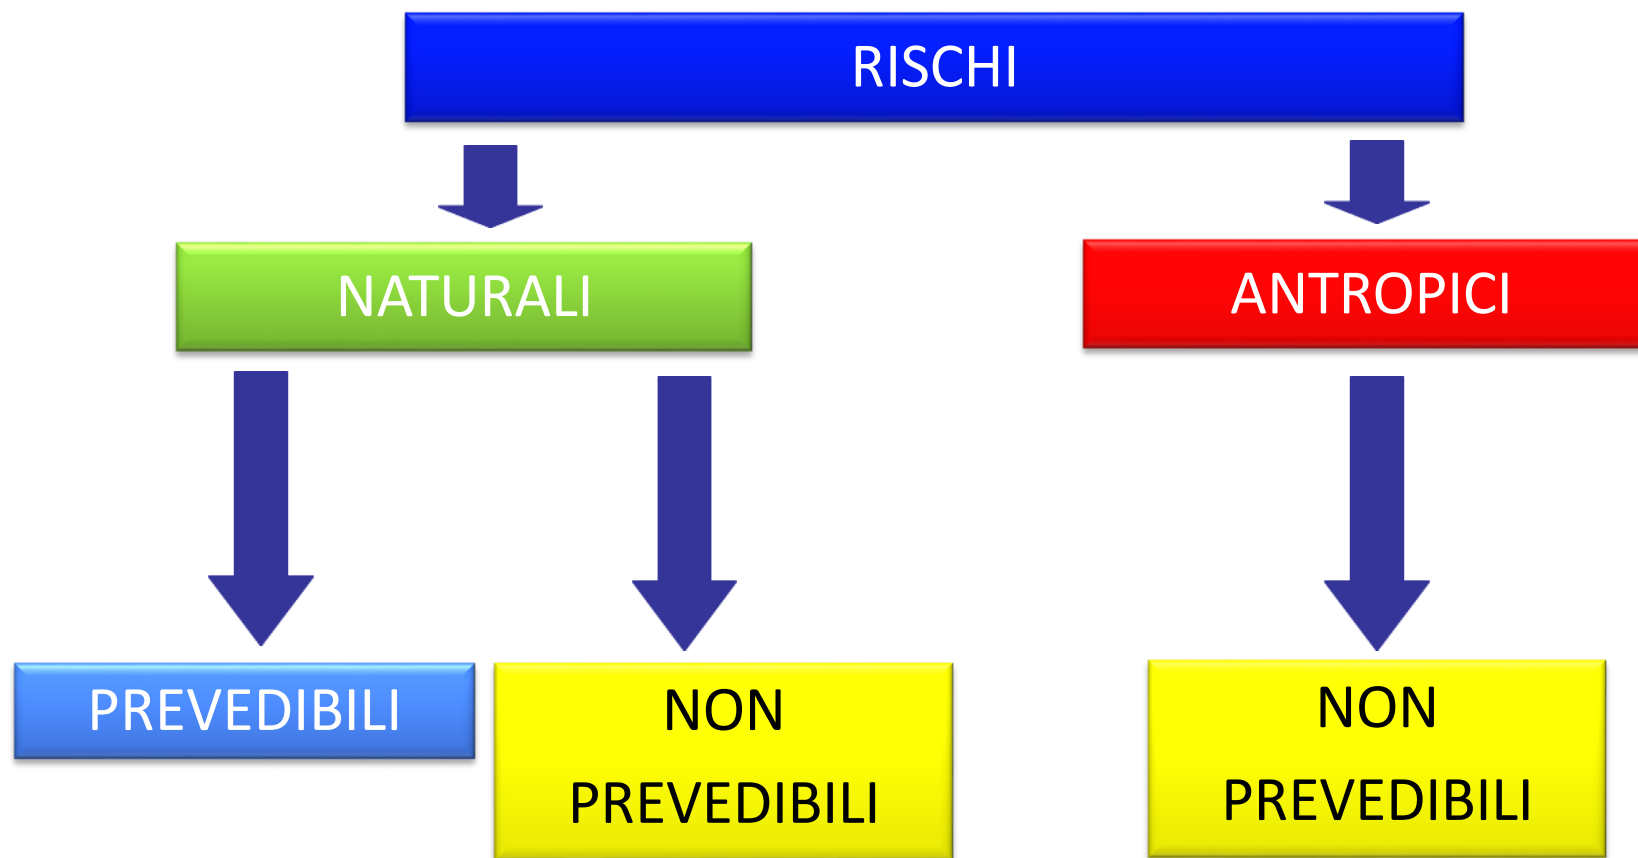 RISCHI
NATURALI
ANTROPICI
PREVEDIBILI
NON
PREVEDIBILI
NON
PREVEDIBILI